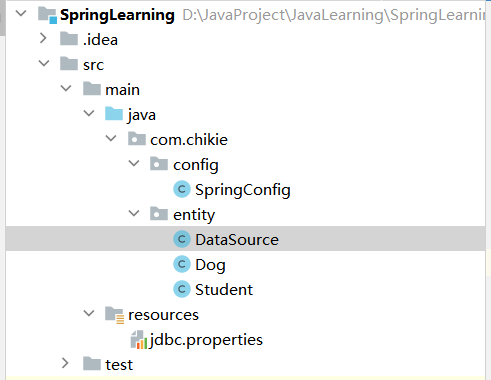 SpringLearning D:\JavaProject\JavaLearning\SpringLearnin
.idea
src
main
java
com.chikie
config
SpringConfig
entity
DataSource
Dog
Student
resources
jdbc.properties
test